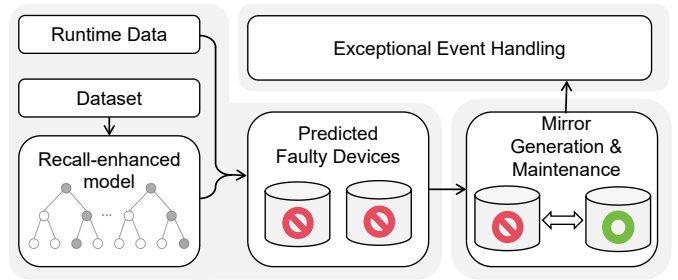 Runtime Data
Exceptional Event Handling
Dataset
Recall-enhanced
model
...
...
Predicted
Faulty Devices
Mirror
Generation &
Maintenance